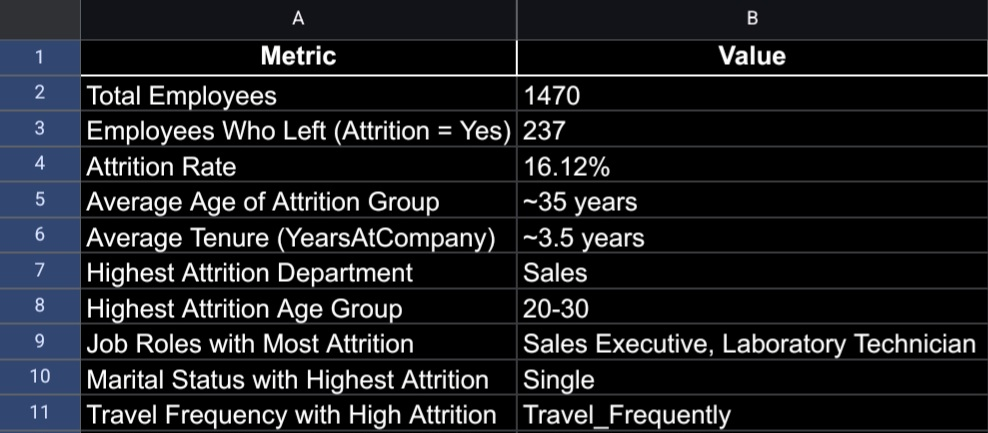 A B
1 Metric Value
2 Total Employees 1470
3 Employees Who Left (Attrition = Yes) 237
4 Attrition Rate 16.12%
5 Average Age of Attrition Group ~35 years
6 Average Tenure (YearsAtCompany) ~3.5 years
7 Highest Attrition Department Sales
8 Highest Attrition Age Group 20-30
9 Job Roles with Most Attrition Sales Executive, Laboratory Technician
10 Marital Status with Highest Attrition Single
11 Travel Frequency with High Attrition Travel_Frequently